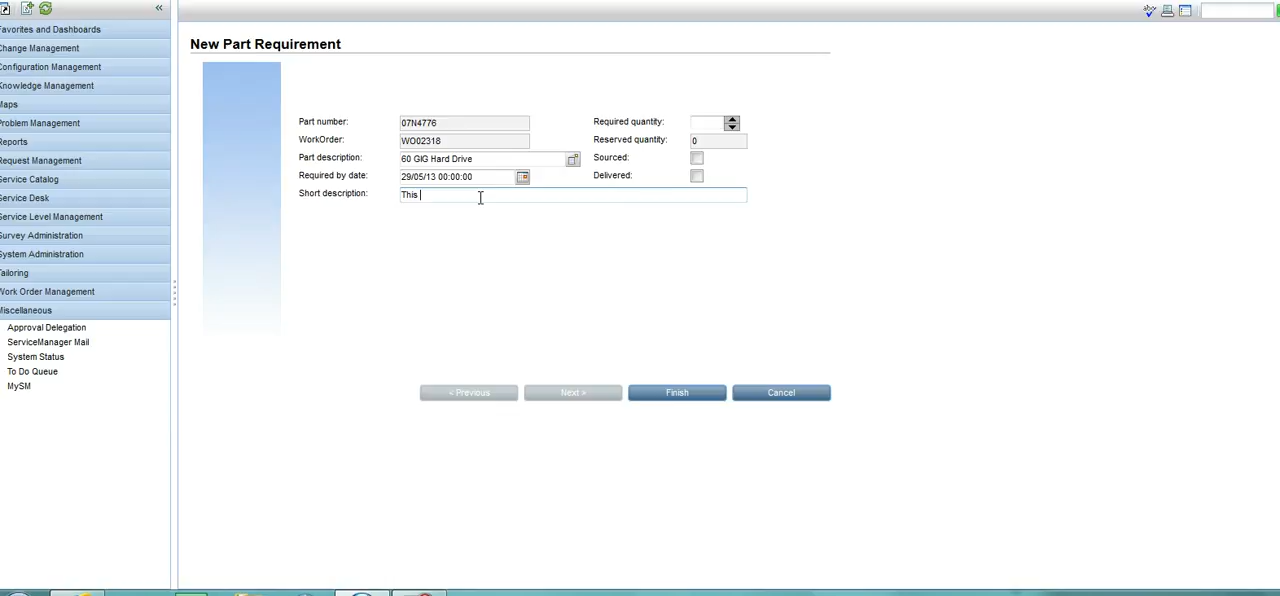 «
Favorites and Dashboards
Change Management
Configuration Management
Knowledge Management
Maps
Problem Management
Reports
Request Management
Service Catalog
Service Desk
Service Level Management
Survey Administration
System Administration
Tailoring
Work Order Management
Miscellaneous
Approval Delegation
ServiceManager Mail
System Status
To Do Queue
MySM
abc
New Part Requirement
Part number: 07N4776 Required quantity:
WorkOrder: WO02318 Reserved quantity: 0
Part description: 60 GIG Hard Drive Sourced:
Required by date: 29/05/13 00:00:00 Delivered:
Short description: This
< Previous Next > Finish Cancel